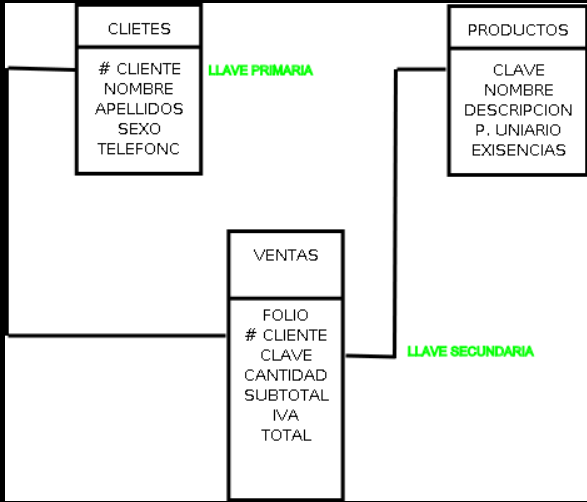 CLIETES
# CLIENTE
NOMBRE
APELLIDOS
SEXO
TELEFONC
LLAVE PRIMARIA
PRODUCTOS
CLAVE
NOMBRE
DESCRIPCION
P. UNIARIO
EXISENCIAS
VENTAS
FOLIO
# CLIENTE
CLAVE
CANTIDAD
SUBTOTAL
IVA
TOTAL
LLAVE SECUNDARIA